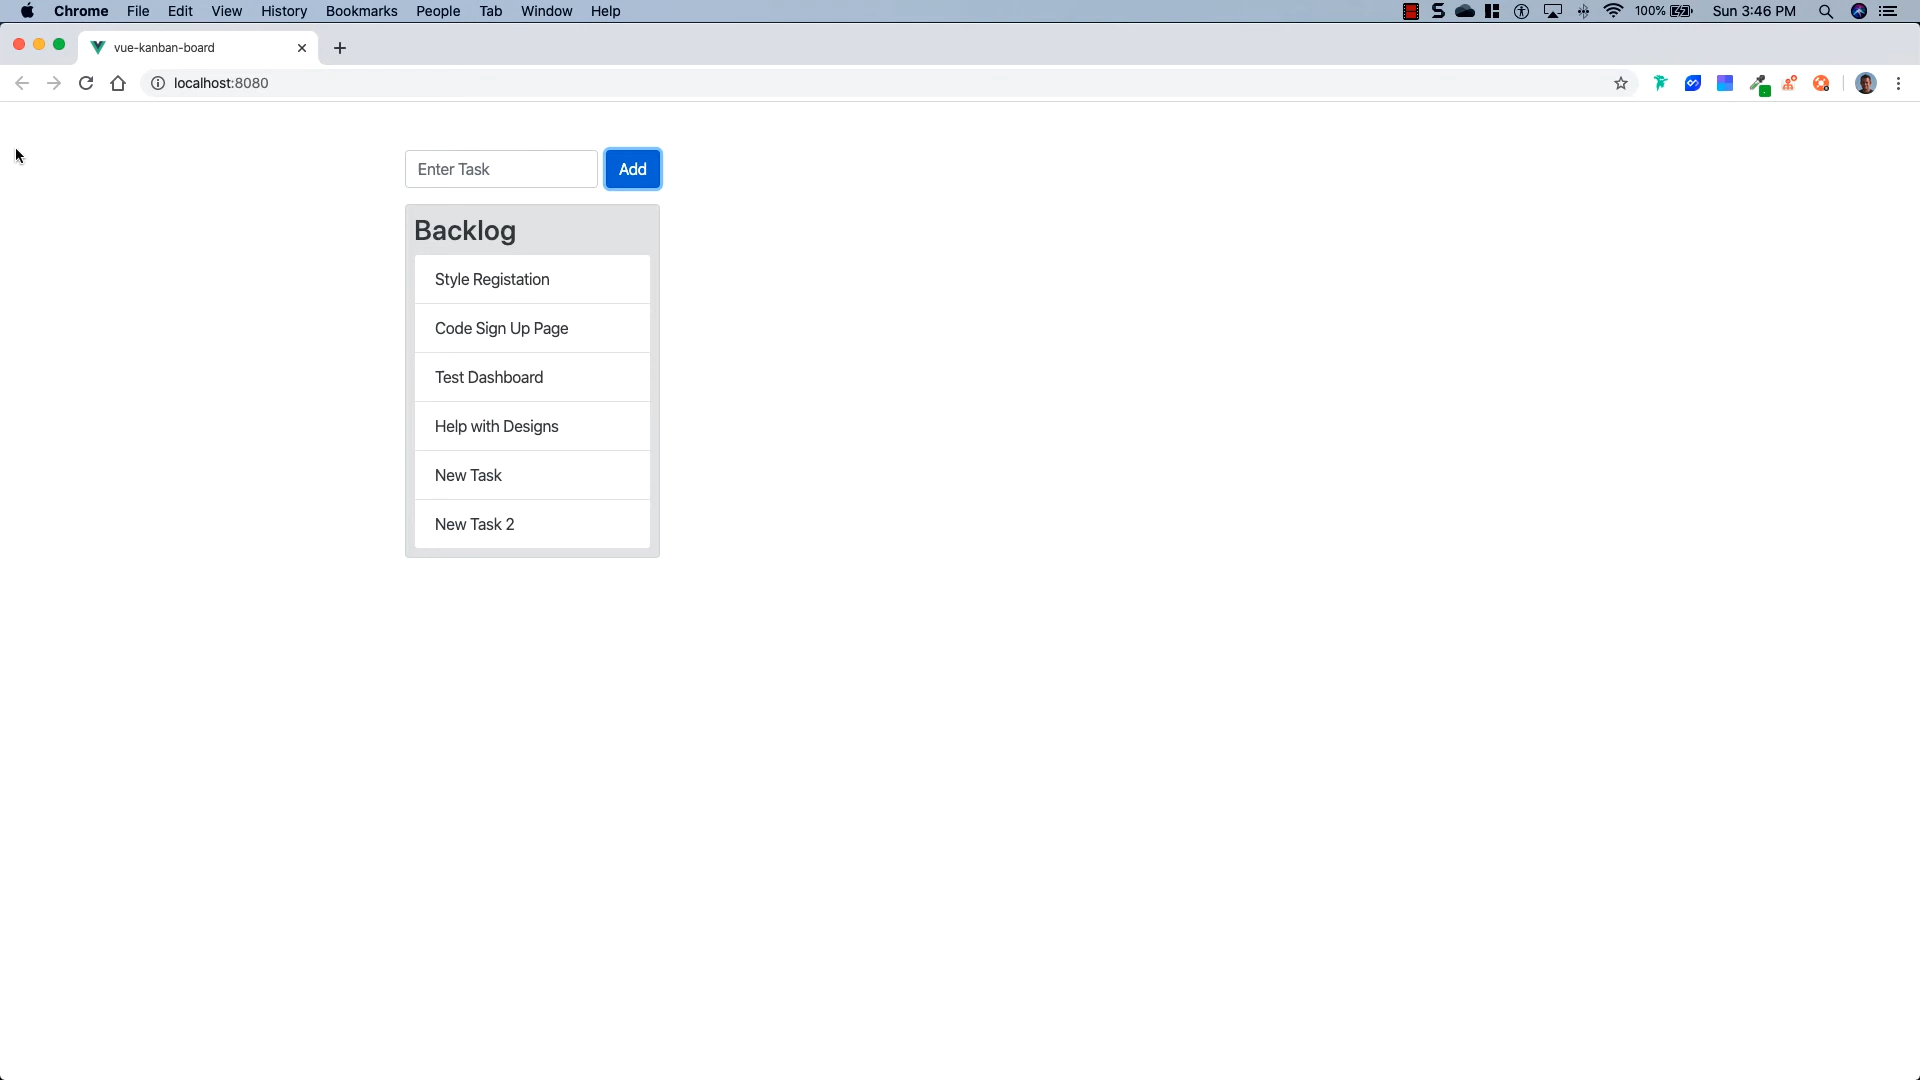 Chrome File Edit View History Bookmarks People Tab Window Help 100% Sun 3:46 PM
vue-kanban-board
localhost:8080
Enter Task Add
Backlog
Style Registation
Code Sign Up Page
Test Dashboard
Help with Designs
New Task
New Task 2